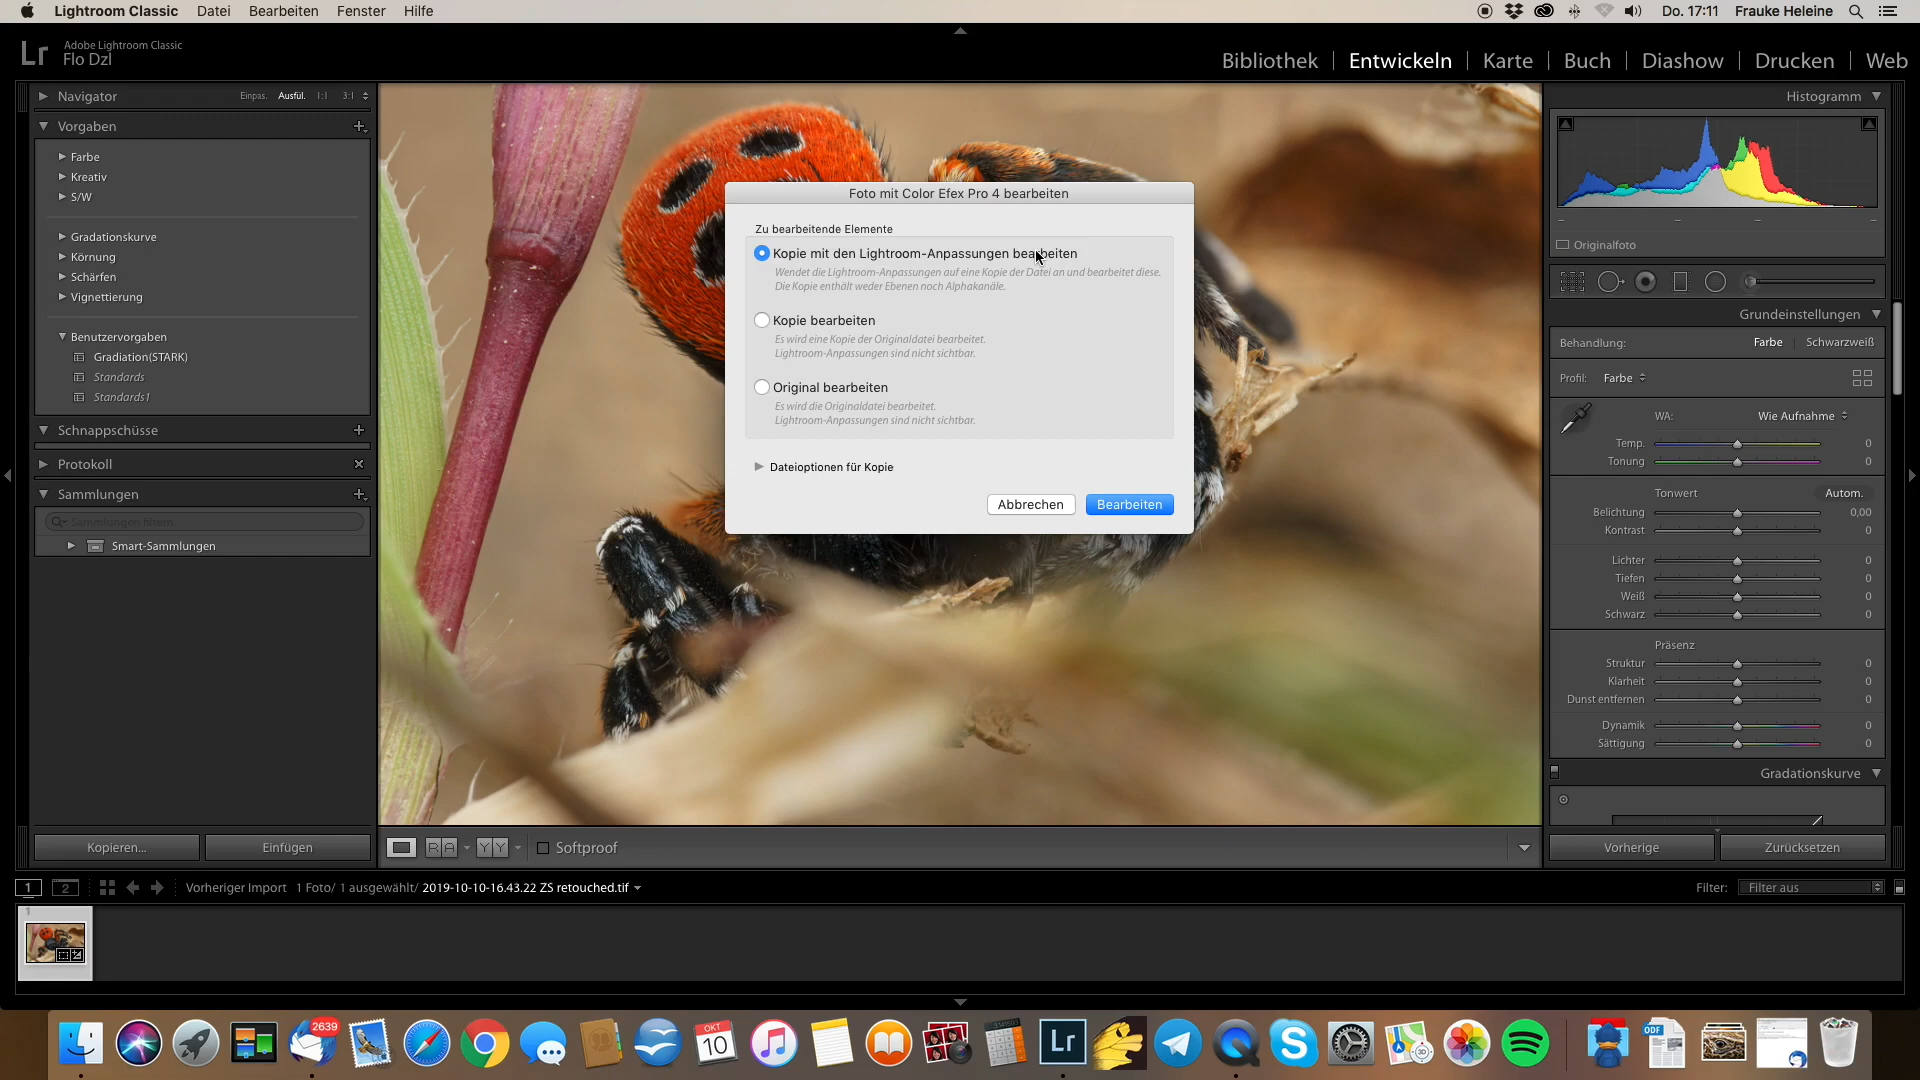 Lightroom Classic Datei Bearbeiten Fenster Hilfe Do. 17:11 Frauke Heleine
Lr Adobe Lightroom Classic
Flo Dzl
Bibliothek | Entwickeln | Karte | Buch | Diashow | Drucken | Web
Navigator Einpas. Ausfül. 1:1 3:1
Vorgaben
Farbe
Kreativ
S/W
Gradationskurve
Körnung
Schärfen
Vignettierung
Benutzervorgaben
Gradiation(STARK)
Standards
Standards1
Schnappschüsse
Protokoll
Sammlungen
Sammlungen filtern
Smart-Sammlungen
Kopieren... Einfügen
Foto mit Color Efex Pro 4 bearbeiten
Zu bearbeitende Elemente
Kopie mit den Lightroom-Anpassungen bearbeiten
Wendet die Lightroom-Anpassungen auf eine Kopie der Datei an und bearbeitet diese.
Die Kopie enthält weder Ebenen noch Alphakanäle.
Kopie bearbeiten
Es wird eine Kopie der Originaldatei bearbeitet.
Lightroom-Anpassungen sind nicht sichtbar.
Original bearbeiten
Es wird die Originaldatei bearbeitet.
Lightroom-Anpassungen sind nicht sichtbar.
Dateioptionen für Kopie
Abbrechen Bearbeiten
Histogramm
Originalfoto
Grundeinstellungen
Behandlung: Farbe | Schwarzweiß
Profil: Farbe
WA: Wie Aufnahme
Temp. 0
Tonung 0
Tonwert Autom.
Belichtung 0,00
Kontrast 0
Lichter 0
Tiefen 0
Weiß 0
Schwarz 0
Präsenz
Struktur 0
Klarheit 0
Dunst entfernen 0
Dynamik 0
Sättigung 0
Gradationskurve
Vorherige Zurücksetzen
R A Y Y Softproof
1 2 Vorheriger Import 1 Foto/ 1 ausgewählt/ 2019-10-10-16.43.22 ZS retouched.tif Filter: Filter aus
1
2639
OKT
10
Lr
3D
ODF